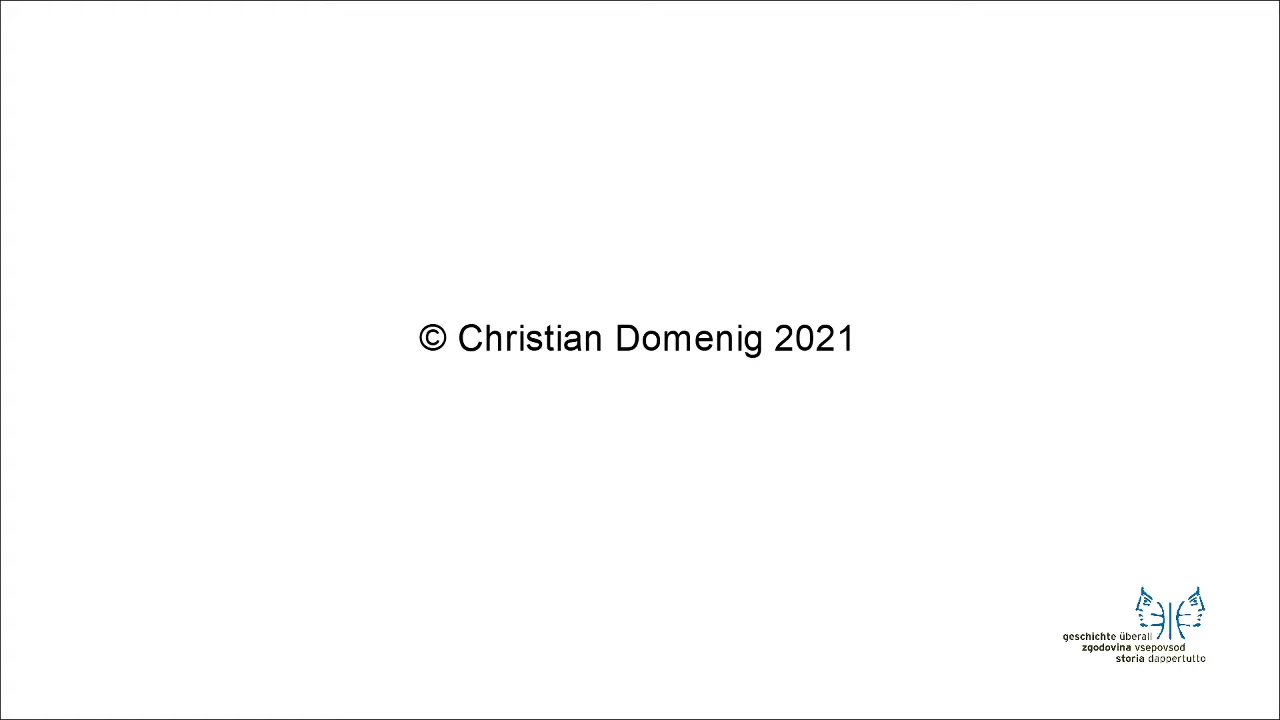 © Christian Domenig 2021
geschichte überall
zgodovina vsepovsod
storia dappertutto